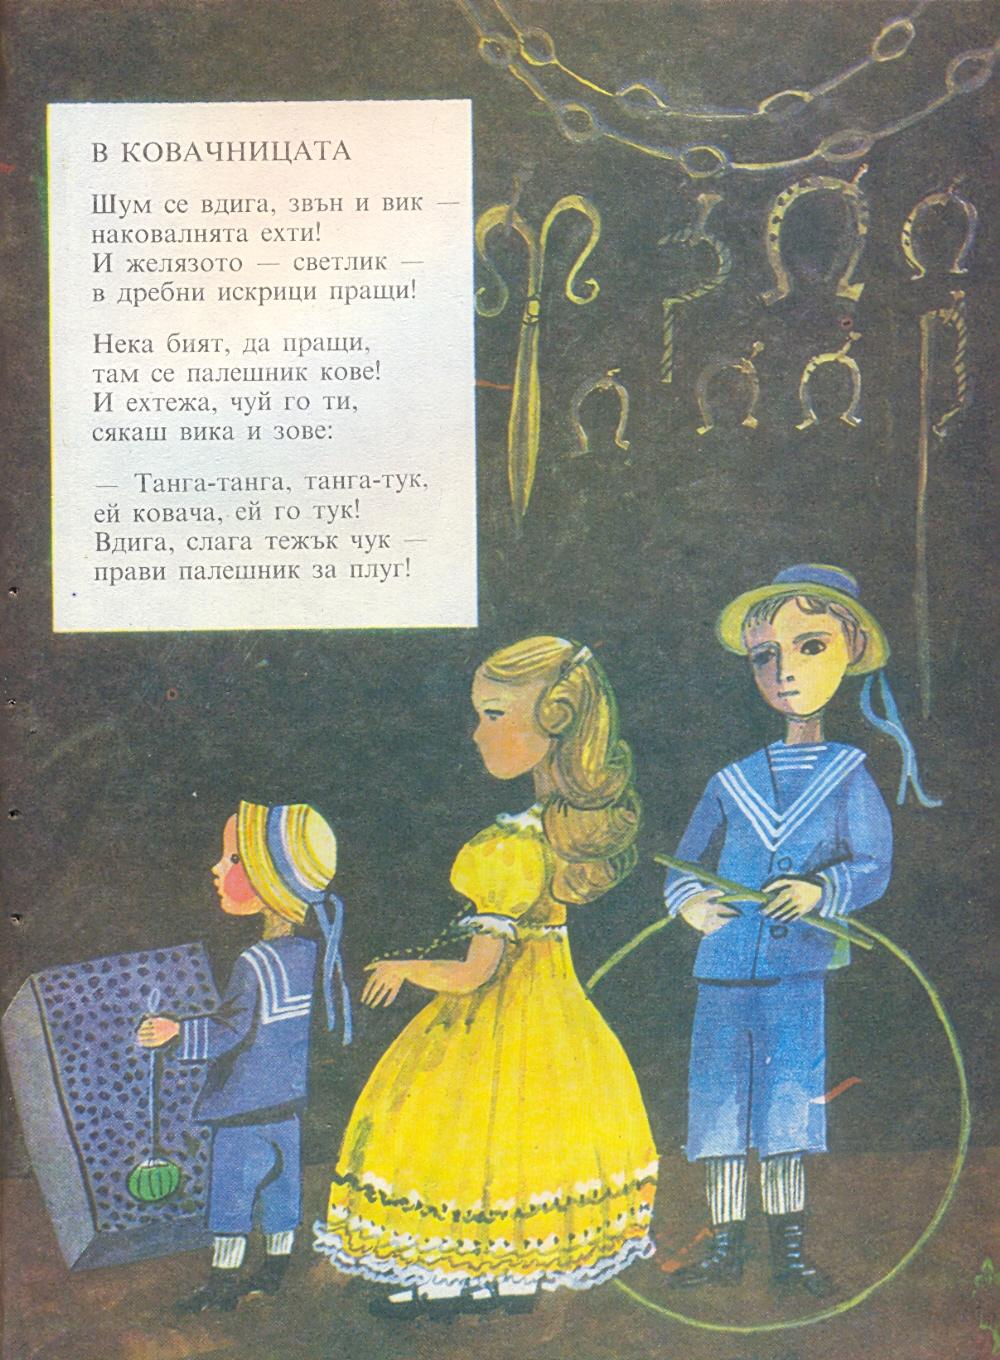 В КОВАЧНИЦАТА
Шум се вдига, звън и вик —
наковалнята ехти!
И желязото — светлик —
в дребни искрици пращи!
Нека бият, да пращи,
там се палешник кове!
И ехтежа, чуй го ти,
сякаш вика и зове:
— Танга-танга, танга-тук,
ей ковача, ей го тук!
Вдига, слага тежък чук —
прави палешник за плуг!